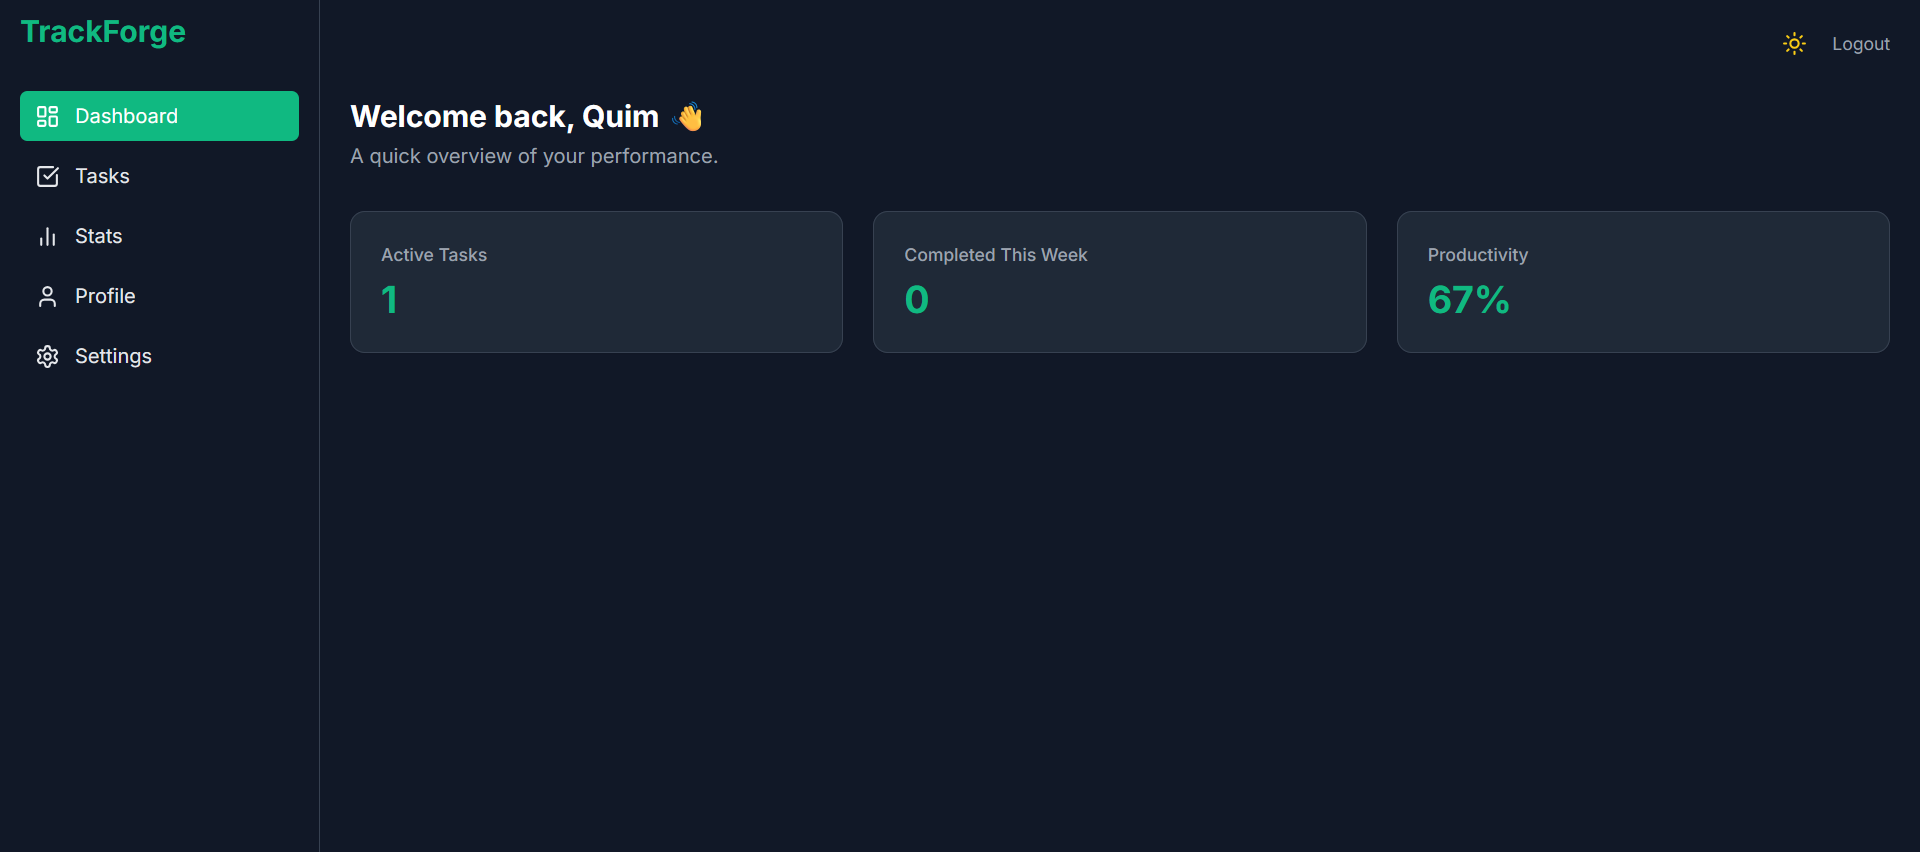 TrackForge
Dashboard
Tasks
Stats
Profile
Settings
Logout
Welcome back, Quim 👋
A quick overview of your performance.
Active Tasks
1
Completed This Week
0
Productivity
67%